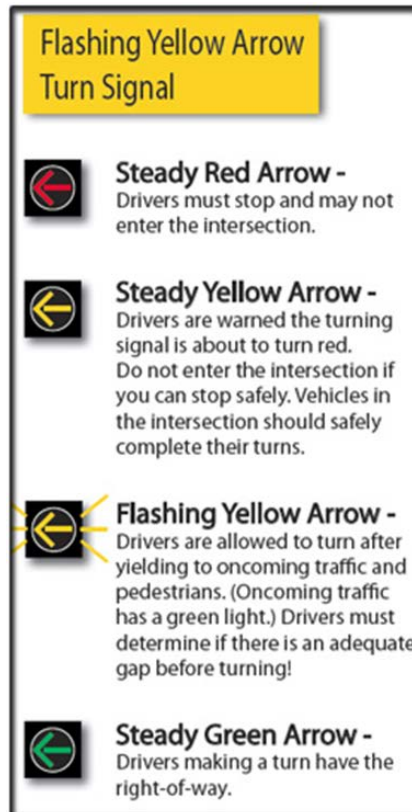 Flashing Yellow Arrow
Turn Signal
Steady Red Arrow -
Drivers must stop and may not
enter the intersection.
Steady Yellow Arrow -
Drivers are warned the turning
signal is about to turn red.
Do not enter the intersection if
you can stop safely. Vehicles in
the intersection should safely
complete their turns.
Flashing Yellow Arrow -
Drivers are allowed to turn after
yielding to oncoming traffic and
pedestrians. (Oncoming traffic
has a green light.) Drivers must
determine if there is an adequate
gap before turning!
Steady Green Arrow -
Drivers making a turn have the
right-of-way.